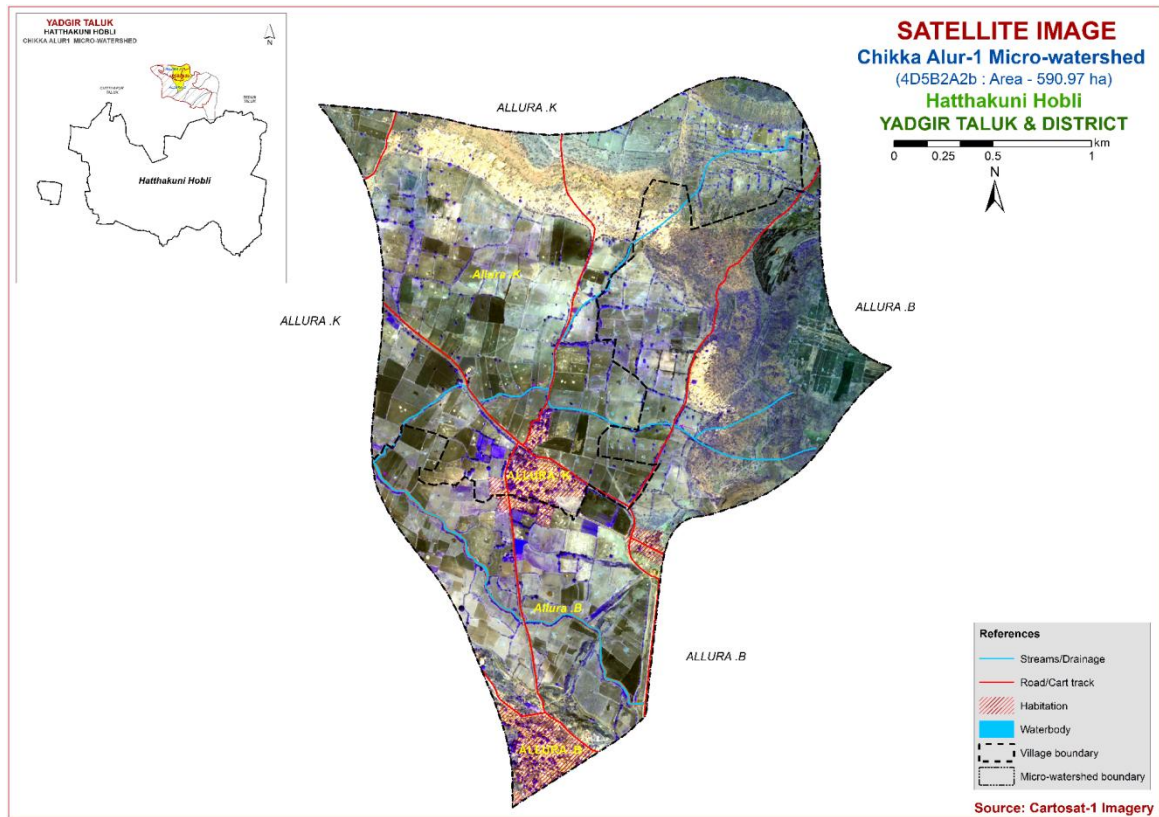 YADGIR TALUK
HATTHAKUNI HOBLI
CHIKKA ALUR1 MICRO-WATERSHED
N
Hatthakuni Hobli
SATELLITE IMAGE
Chikka Alur-1 Micro-watershed
(4D5B2A2b : Area - 590.97 ha)
Hatthakuni Hobli
YADGIR TALUK & DISTRICT
km
0 0.25 0.5 1
N
ALLURA .K
Allura .K
ALLURA .K
ALLURA .B
ALLURA .K
Allura .B
ALLURA .B
ALLURA .B
References
Streams/Drainage
Road/Cart track
Habitation
Waterbody
Village boundary
Micro-watershed boundary
Source: Cartosat-1 Imagery